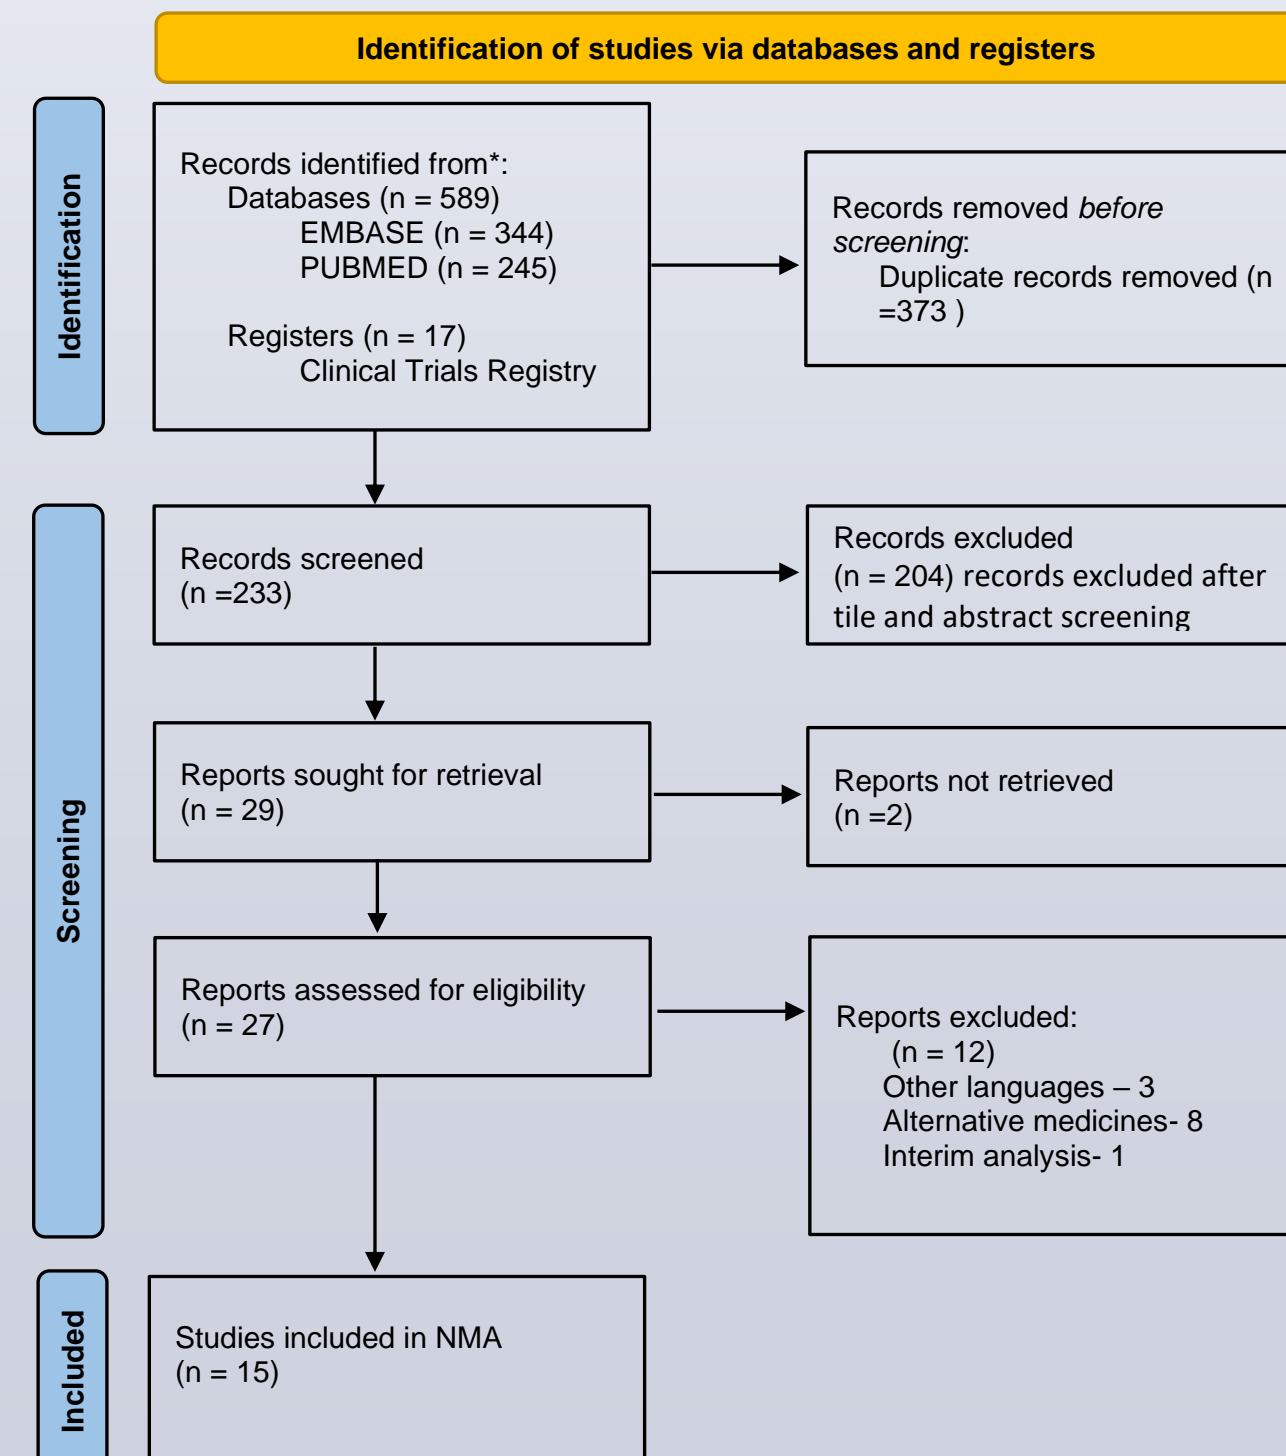 Identification of studies via databases and registers
Identification
Records identified from*:
Databases (n = 589)
EMBASE (n = 344)
PUBMED (n = 245)
Registers (n = 17)
Clinical Trials Registry
Records removed before
screening:
Duplicate records removed (n
=373 )
Screening
Records screened
(n =233)
Records excluded
(n = 204) records excluded after
tile and abstract screening
Reports sought for retrieval
(n = 29)
Reports not retrieved
(n =2)
Reports assessed for eligibility
(n = 27)
Reports excluded:
(n = 12)
Other languages – 3
Alternative medicines- 8
Interim analysis- 1
Included
Studies included in NMA
(n = 15)